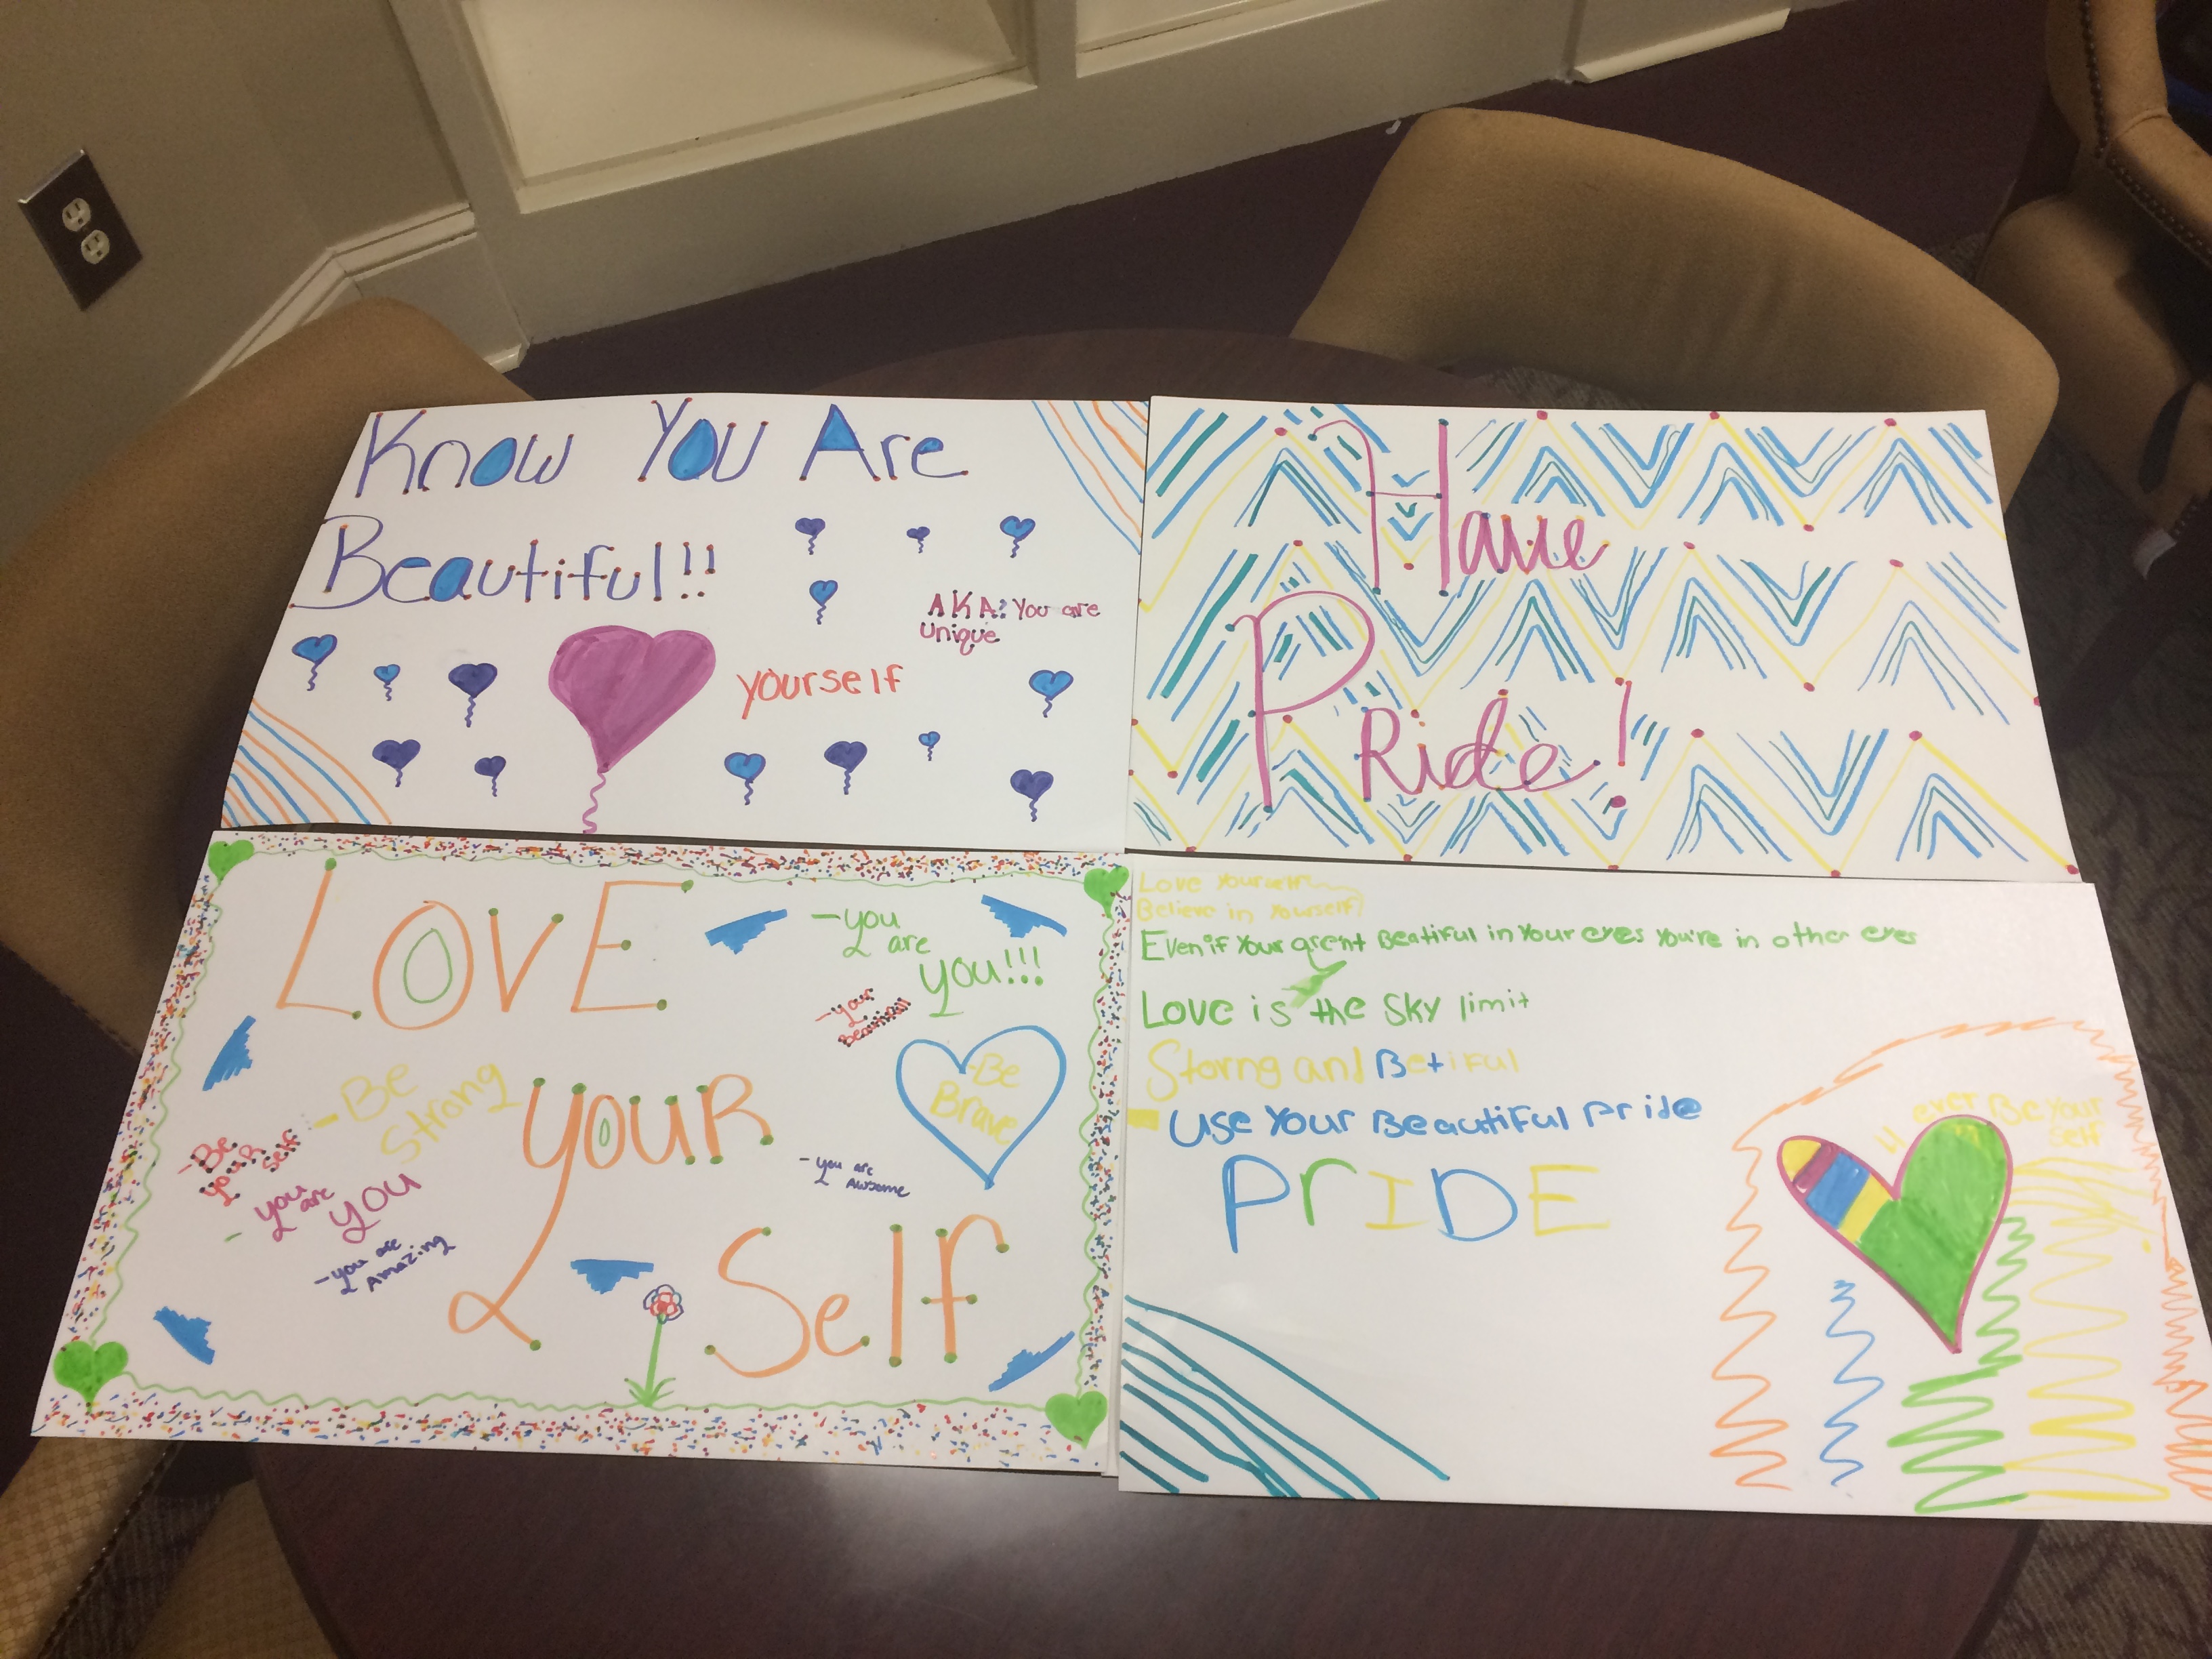 Know You Are
Beautiful!!
AKA: You are
Unique
yourself
Have
Pride!
LOVE
your
Self
-you
are
you!!!
-your
Beautiful
-Be
Strong
-Be
Brave
-Be
your
self
-you
are
you
-you are
Awsome
-you are
Amazing
Love Yourself
Believe in Yourself
Even if Your arent Beatiful in Your eyes You're in other eyes
Love is the Sky limit
Storng and Betiful
- Use Your Beautiful Pride
PrIDE
ever Be Your
Self